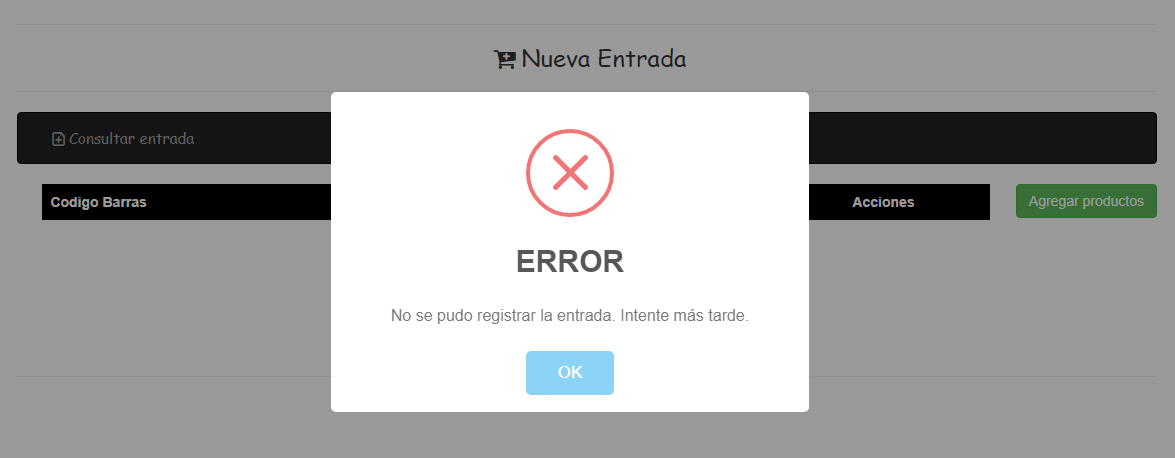 Nueva Entrada
Consultar entrada
Codigo Barras
Acciones
Agregar productos
ERROR
No se pudo registrar la entrada. Intente más tarde.
OK